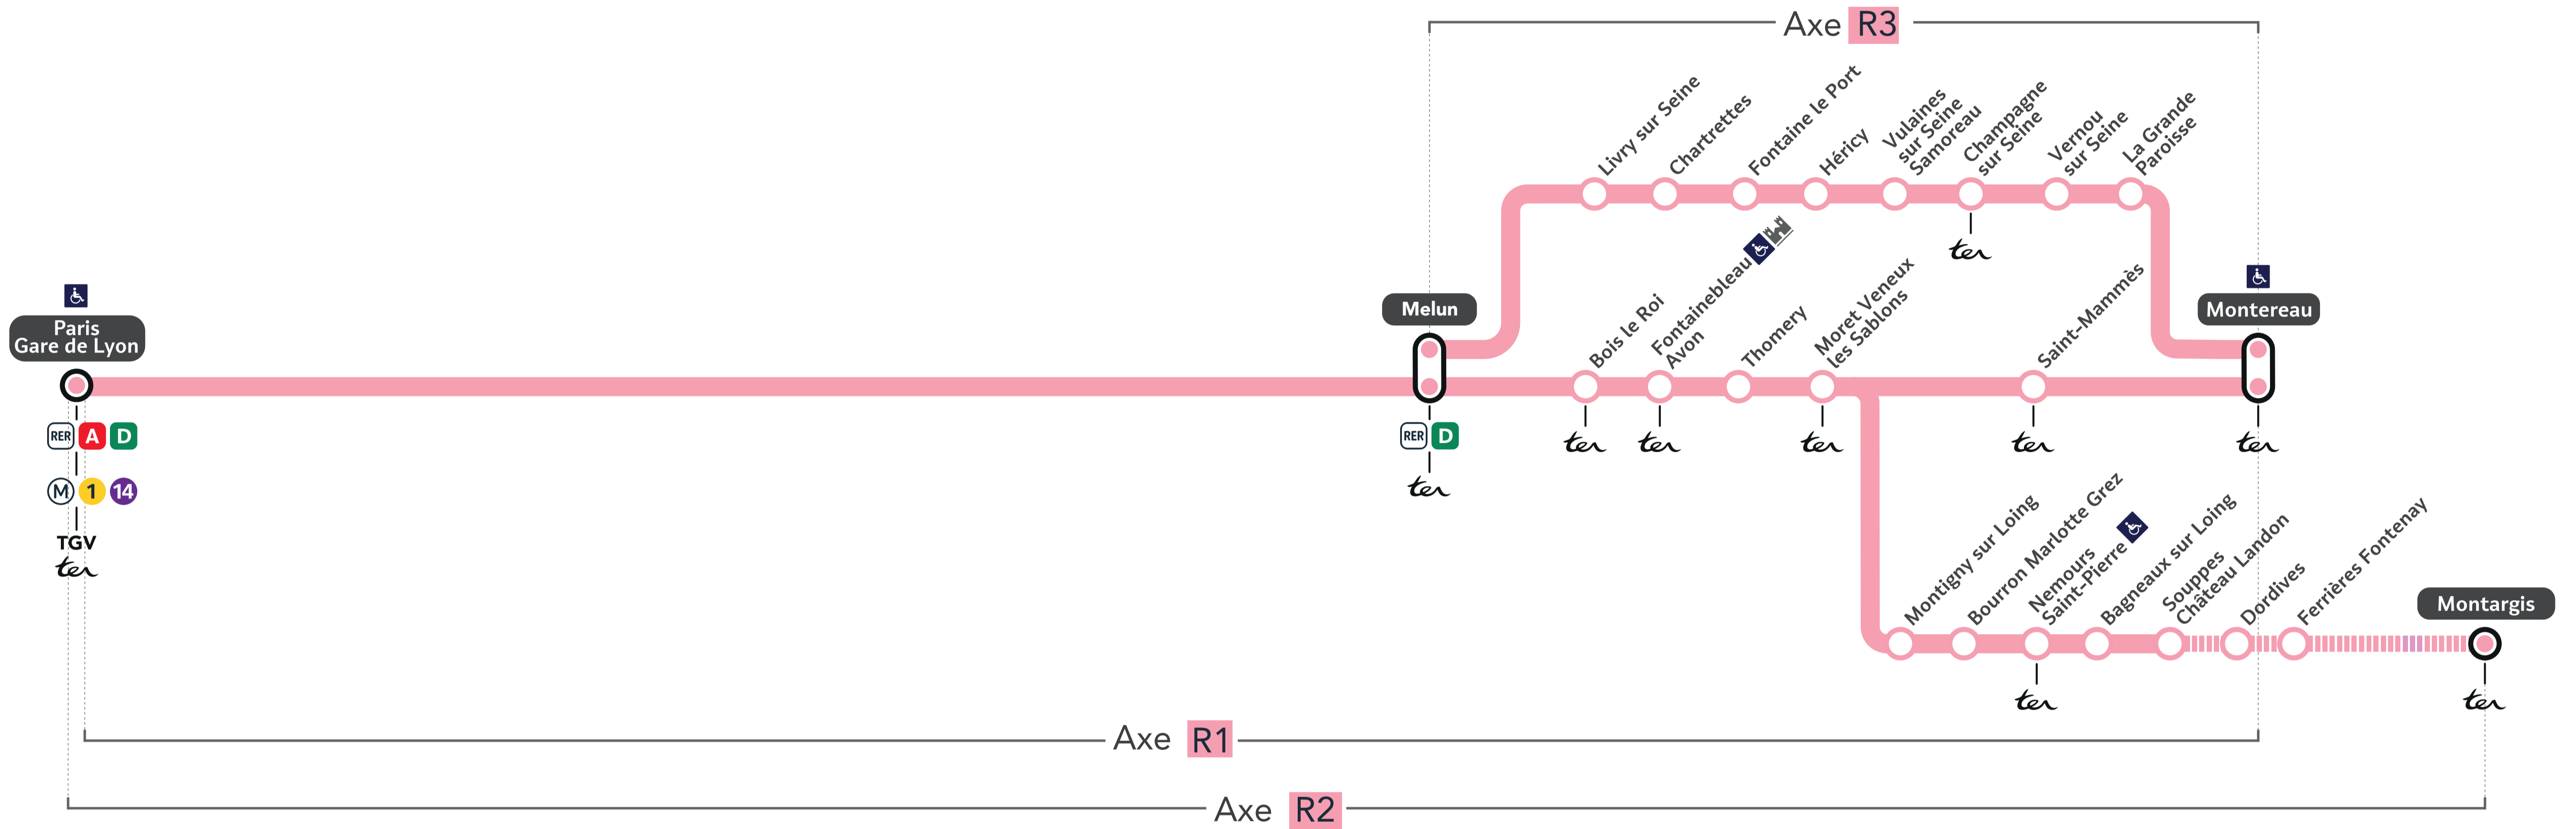 Axe R3
Livry sur Seine
Chartrettes
Fontaine le Port
Héricy
Vulaines
sur Seine
Samoreau
Champagne
sur Seine
Vernou
sur Seine
La Grande
Paroisse
ter
Paris
Gare de Lyon
Melun
Bois le Roi
Fontainebleau
Avon
Thomery
Moret Veneux
les Sablons
Saint-Mammès
Montereau
RER A D
M 1 14
TGV
ter
RER D
ter
ter
ter
ter
ter
ter
Montigny sur Loing
Bourron Marlotte Grez
Nemours
Saint-Pierre
Bagneaux sur Loing
Souppes
Château Landon
Dordives
Ferrières Fontenay
Montargis
ter
ter
Axe R1
Axe R2